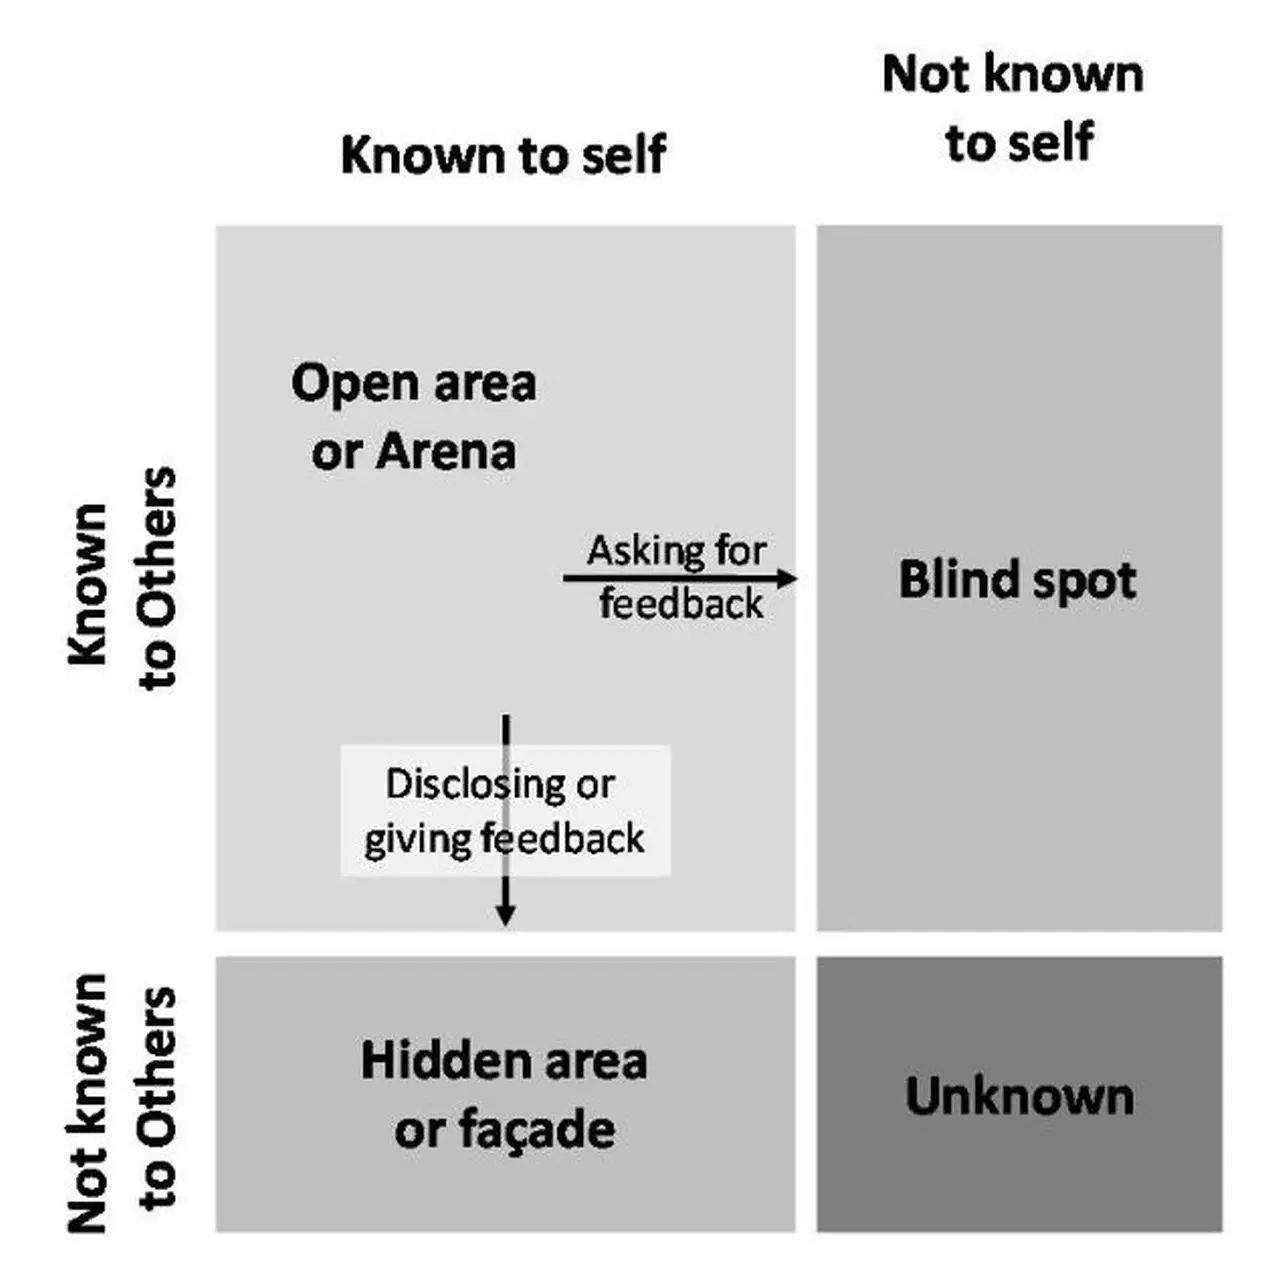 Not known
to self
Known to self
Known
to Others
Open area
or Arena
Asking for
feedback
Blind spot
Disclosing or
giving feedback
Not known
to Others
Hidden area
or façade
Unknown